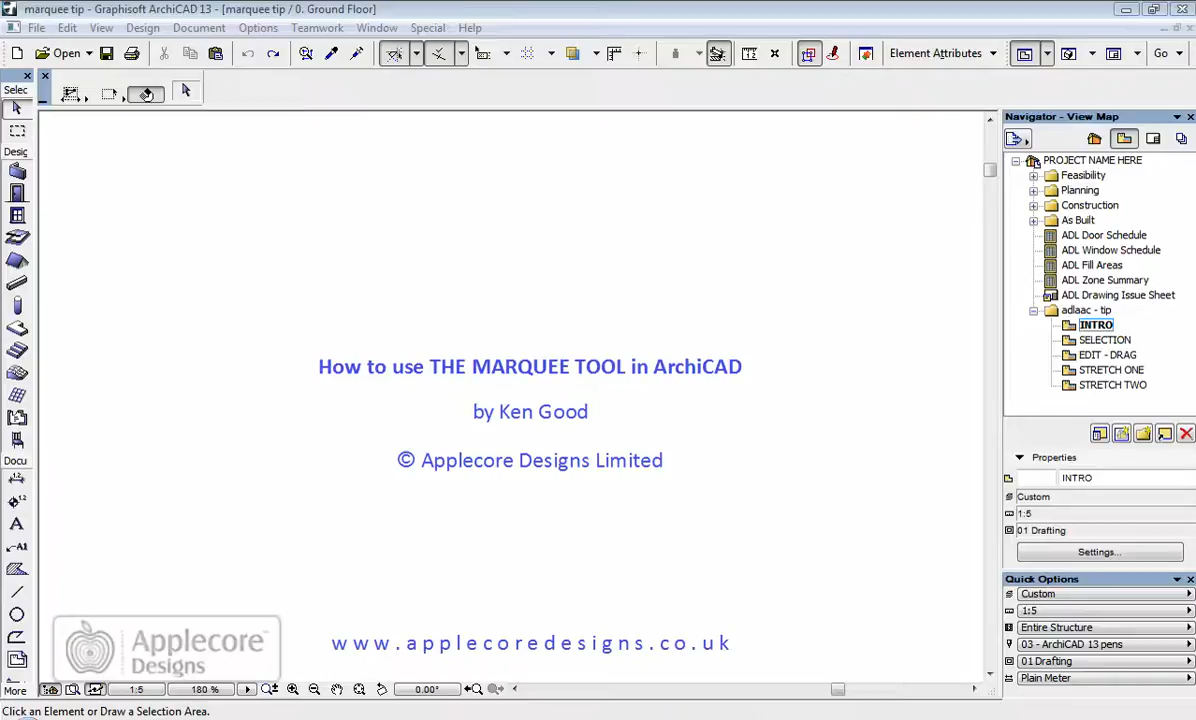 marquee tip - Graphisoft ArchiCAD 13 - [marquee tip / 0. Ground Floor]
File Edit View Design Document Options Teamwork Window Special Help
Open
Element Attributes
Go
Selec
Desig
Docu
More
How to use THE MARQUEE TOOL in ArchiCAD
by Ken Good
© Applecore Designs Limited
Applecore
Designs
www.applecoredesigns.co.uk
1:5
180 %
0.00°
Click an Element or Draw a Selection Area.
Navigator - View Map
PROJECT NAME HERE
Feasibility
Planning
Construction
As Built
ADL Door Schedule
ADL Window Schedule
ADL Fill Areas
ADL Zone Summary
ADL Drawing Issue Sheet
adlaac - tip
INTRO
SELECTION
EDIT - DRAG
STRETCH ONE
STRETCH TWO
Properties
INTRO
Custom
1:5
01 Drafting
Settings...
Quick Options
Custom
1:5
Entire Structure
03 - ArchiCAD 13 pens
01 Drafting
Plain Meter